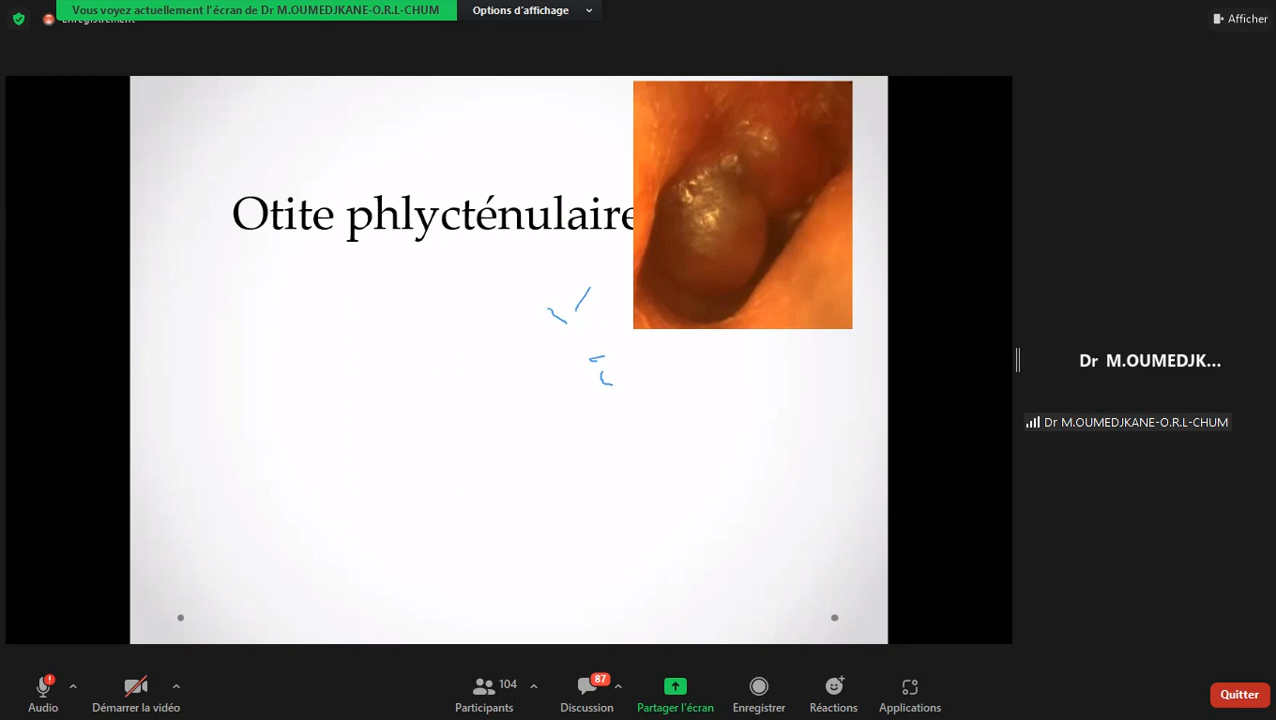 Vous voyez actuellement l'écran de Dr M.OUMEDJKANE-O.R.L-CHUM
Options d'affichage
Enregistrement
Afficher
Otite phlycténulaire
Dr M.OUMEDJK...
Dr M.OUMEDJKANE-O.R.L-CHUM
104
87
Audio
Démarrer la vidéo
Participants
Discussion
Partager l'écran
Enregistrer
Réactions
Applications
Quitter